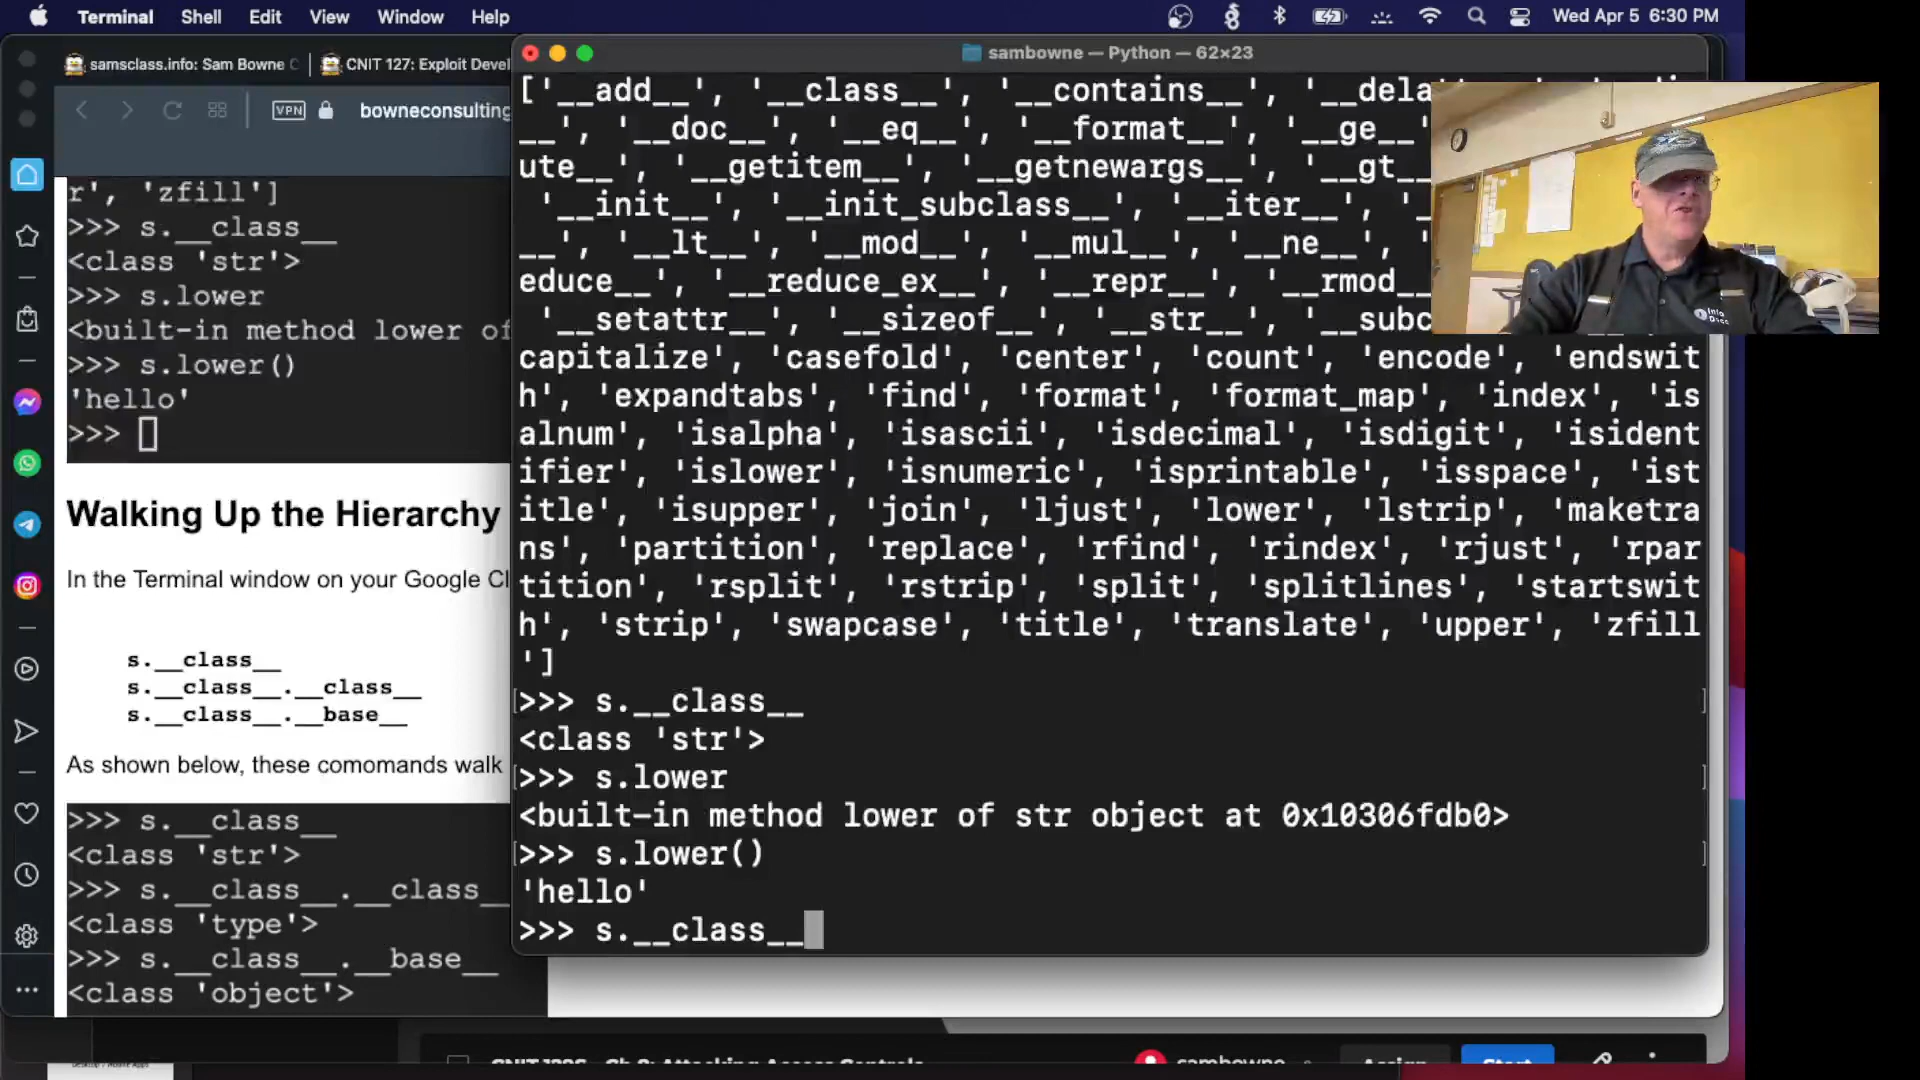 Terminal Shell Edit View Window Help Wed Apr 5 6:30 PM
samsclass.info: Sam Bowne C
CNIT 127: Exploit Devel
VPN bowneconsulting
r', 'zfill']
>>> s.__class__
<class 'str'>
>>> s.lower
<built-in method lower of
>>> s.lower()
'hello'
>>>
Walking Up the Hierarchy
In the Terminal window on your Google Cl
s.__class__
s.__class__.__class__
s.__class__.__base__
As shown below, these comomands walk
>>> s.__class__
<class 'str'>
>>> s.__class__.__class__
<class 'type'>
>>> s.__class__.__base__
<class 'object'>
sambowne — Python — 62×23
['__add__', '__class__', '__contains__', '__dela
__', '__doc__', '__eq__', '__format__', '__ge__'
ute__', '__getitem__', '__getnewargs__', '__gt__
'__init__', '__init_subclass__', '__iter__', '
__', '__lt__', '__mod__', '__mul__', '__ne__', '
educe__', '__reduce_ex__', '__repr__', '__rmod__
'__setattr__', '__sizeof__', '__str__', '__subc
capitalize', 'casefold', 'center', 'count', 'encode', 'endswit
h', 'expandtabs', 'find', 'format', 'format_map', 'index', 'is
alnum', 'isalpha', 'isascii', 'isdecimal', 'isdigit', 'isident
ifier', 'islower', 'isnumeric', 'isprintable', 'isspace', 'ist
itle', 'isupper', 'join', 'ljust', 'lower', 'lstrip', 'maketra
ns', 'partition', 'replace', 'rfind', 'rindex', 'rjust', 'rpar
tition', 'rsplit', 'rstrip', 'split', 'splitlines', 'startswit
h', 'strip', 'swapcase', 'title', 'translate', 'upper', 'zfill
']
[>>> s.__class__ ]
<class 'str'>
[>>> s.lower ]
<built-in method lower of str object at 0x10306fdb0>
[>>> s.lower() ]
'hello'
>>> s.__class__
sambowne
Assign
Start